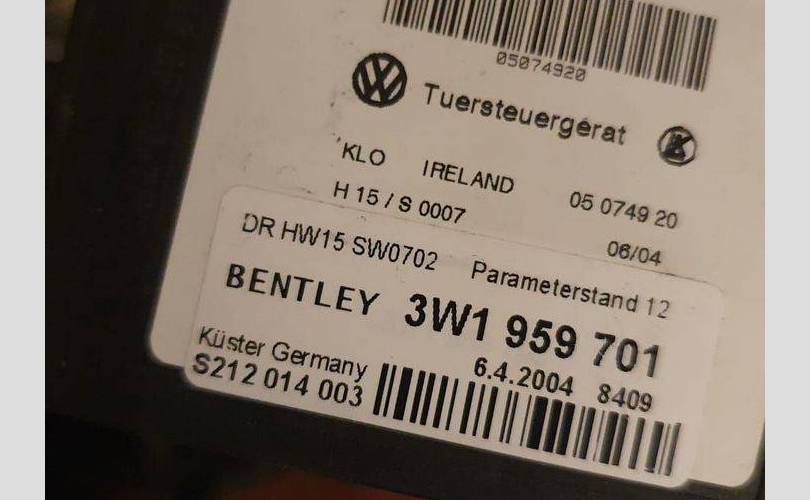 05074920
Tuersteuergerat
KLO IRELAND 05 0749 20
H 15 / S 0007 06/04
DR HW15 SW0702 Parameterstand 12
BENTLEY 3W1 959 701
Küster Germany 6.4.2004 8409
S212 014 003